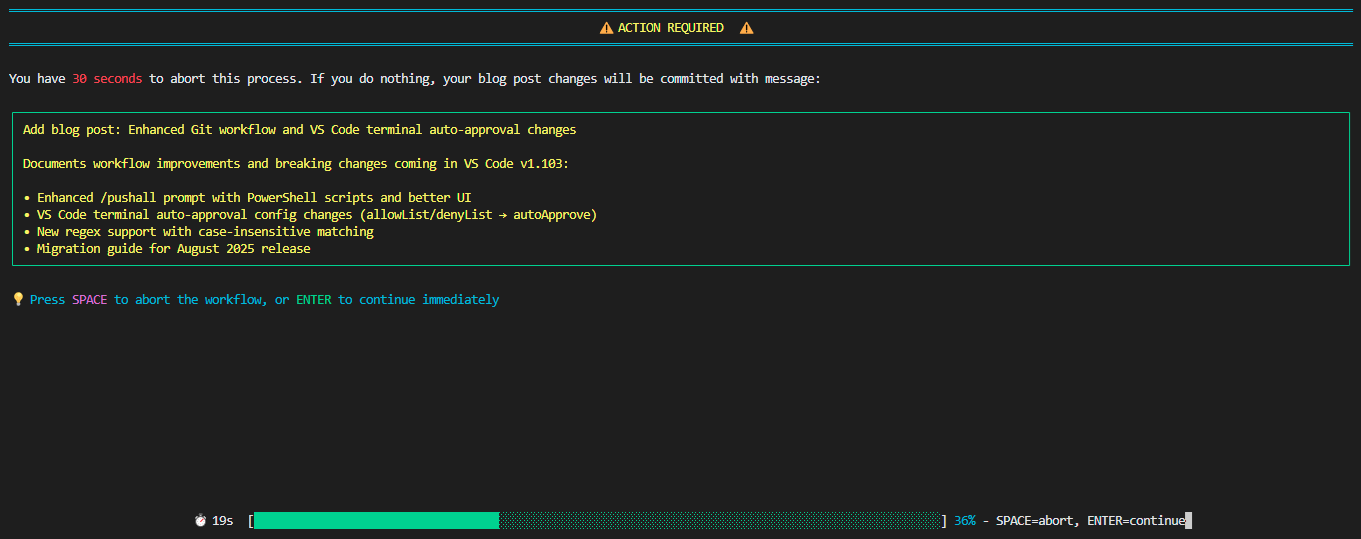 ⚠ ACTION REQUIRED ⚠
You have 30 seconds to abort this process. If you do nothing, your blog post changes will be committed with message:
Add blog post: Enhanced Git workflow and VS Code terminal auto-approval changes
Documents workflow improvements and breaking changes coming in VS Code v1.103:
• Enhanced /pushall prompt with PowerShell scripts and better UI
• VS Code terminal auto-approval config changes (allowList/denyList → autoApprove)
• New regex support with case-insensitive matching
• Migration guide for August 2025 release
💡 Press SPACE to abort the workflow, or ENTER to continue immediately
⏱ 19s [] 36% - SPACE=abort, ENTER=continue